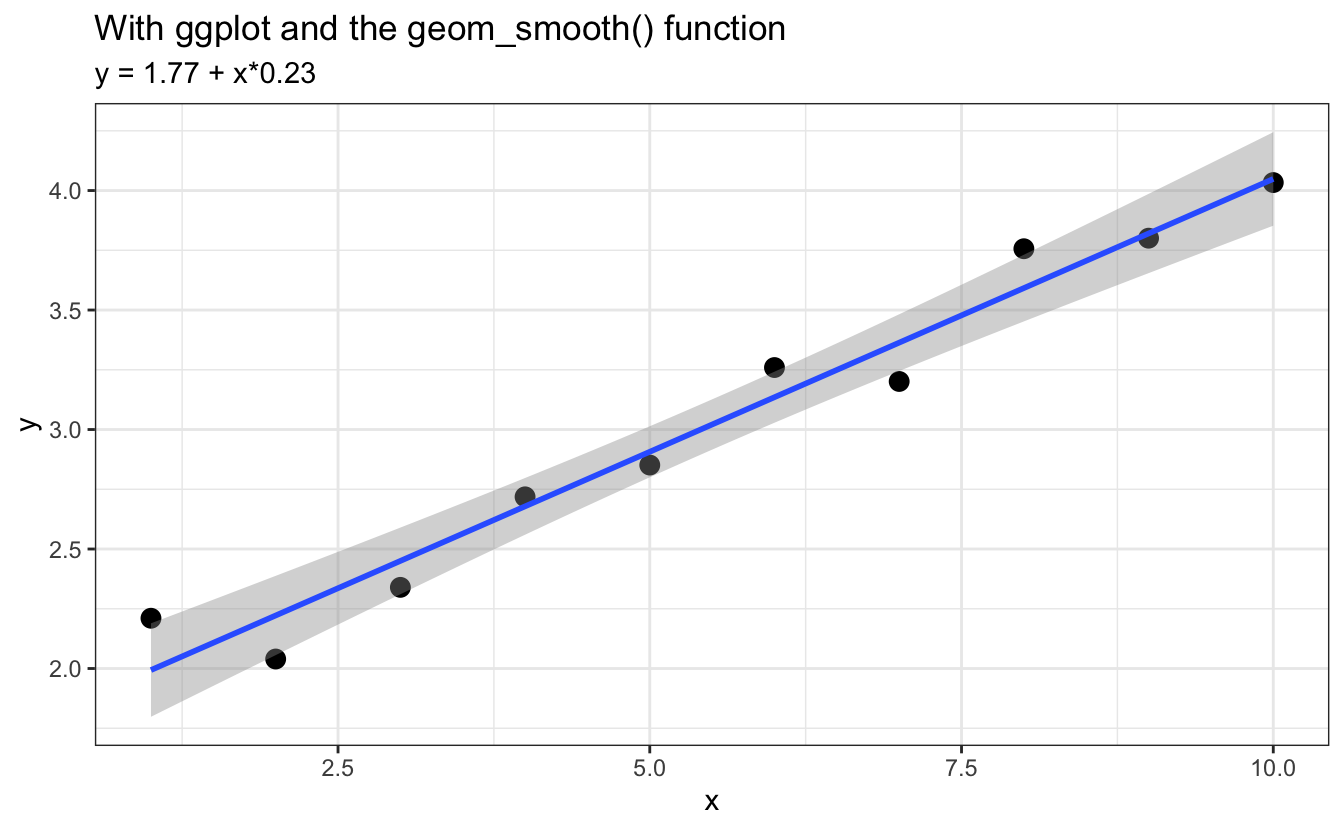 With ggplot and the geom_smooth() function
y = 1.77 + x*0.23
4.0
3.5
3.0
2.5
2.0
y
2.5 5.0 7.5 10.0
x